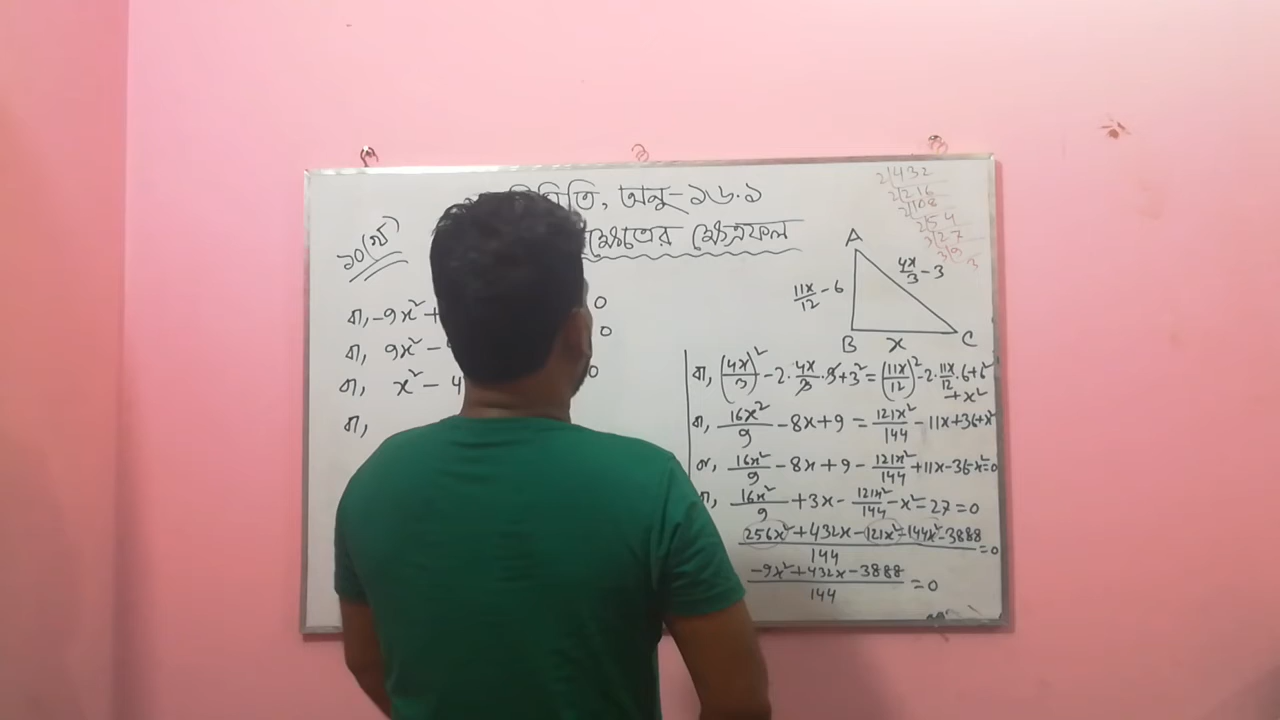 অনু-১৬.১
ক্ষেত্রফল
১০(খ)
বা, -9x² +
0
বা, 9x² -
0
বা, x² - 4
0
বা,
2|432
2|216
2|108
2|54
3|27
3|9
3
A
11x/12 - 6
4x/3 - 3
B x C
বা, (4x/3)² - 2·4x/3·3 + 3² = (11x/12)² - 2·11x/12·6 + 6²
+ x²
বা, 16x²/9 - 8x + 9 = 121x²/144 - 11x + 36 + x²
বা, 16x²/9 - 8x + 9 - 121x²/144 + 11x - 36 - x² = 0
বা, 16x²/9 + 3x - 121x²/144 - x² = 27 = 0
256x² + 432x - 121x² - 144x² - 3888 / 144 = 0
-9x² + 432x - 3888 / 144 = 0